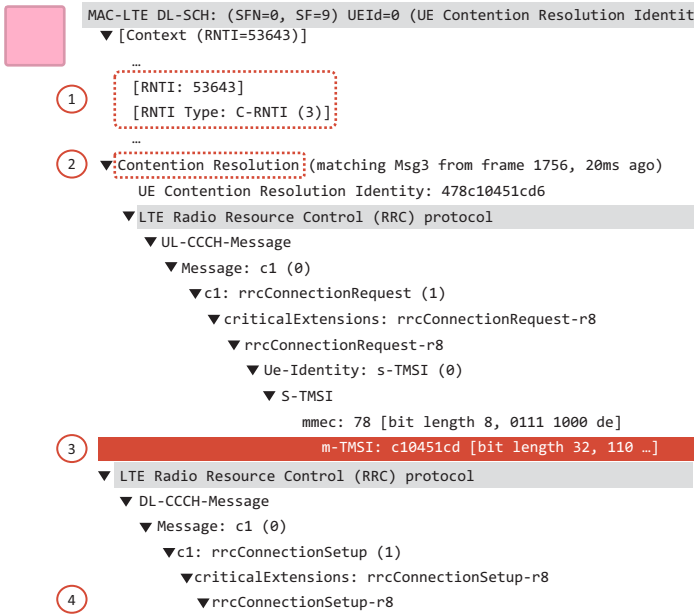 MAC-LTE DL-SCH: (SFN=0, SF=9) UEId=0 (UE Contention Resolution Identit
▼ [Context (RNTI=53643)]
…
1 [RNTI: 53643]
[RNTI Type: C-RNTI (3)]
…
2 ▼ Contention Resolution (matching Msg3 from frame 1756, 20ms ago)
UE Contention Resolution Identity: 478c10451cd6
▼ LTE Radio Resource Control (RRC) protocol
▼ UL-CCCH-Message
▼ Message: c1 (0)
▼ c1: rrcConnectionRequest (1)
▼ criticalExtensions: rrcConnectionRequest-r8
▼ rrcConnectionRequest-r8
▼ Ue-Identity: s-TMSI (0)
▼ S-TMSI
mmec: 78 [bit length 8, 0111 1000 de]
3 m-TMSI: c10451cd [bit length 32, 110 …]
▼ LTE Radio Resource Control (RRC) protocol
▼ DL-CCCH-Message
▼ Message: c1 (0)
▼ c1: rrcConnectionSetup (1)
▼ criticalExtensions: rrcConnectionSetup-r8
4 ▼ rrcConnectionSetup-r8